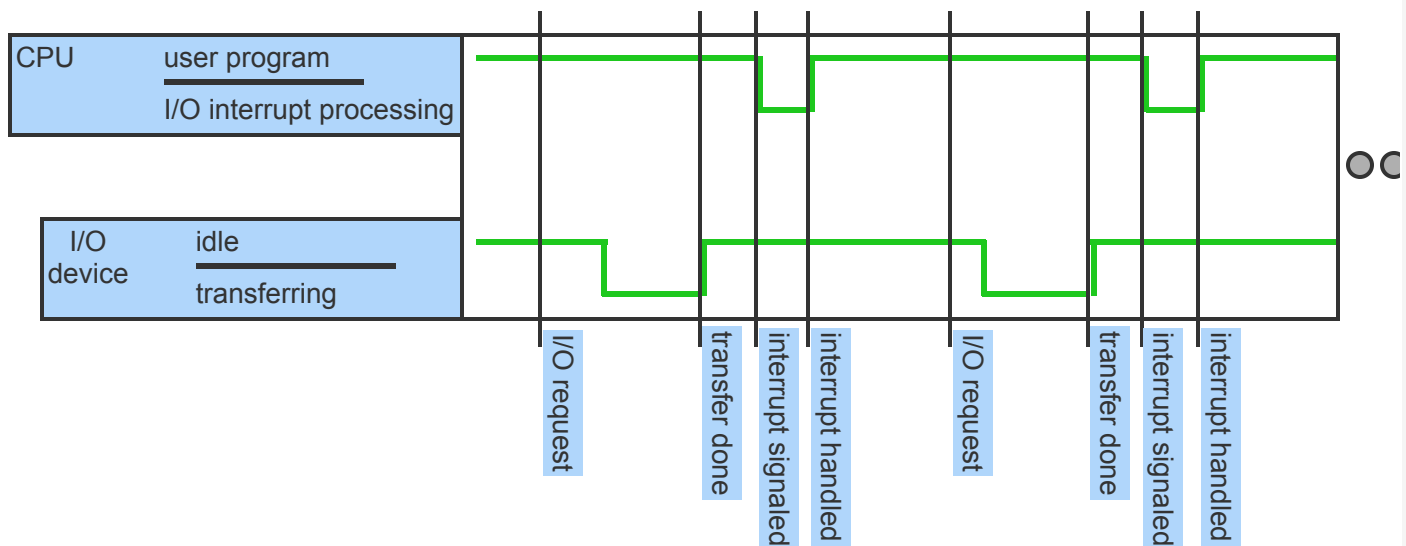 CPU
user program
I/O interrupt processing
I/O
device
idle
transferring
I/O request
transfer done
interrupt signaled
interrupt handled
I/O request
transfer done
interrupt signaled
interrupt handled